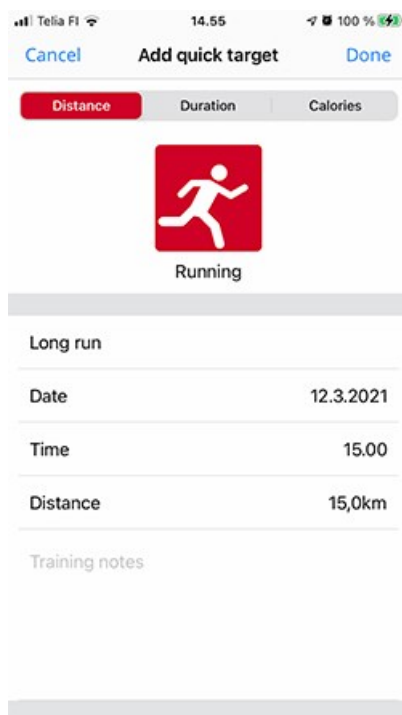 Telia FI 14.55 100 %
Cancel Add quick target Done
Distance Duration Calories
Running
Long run
Date 12.3.2021
Time 15.00
Distance 15,0km
Training notes